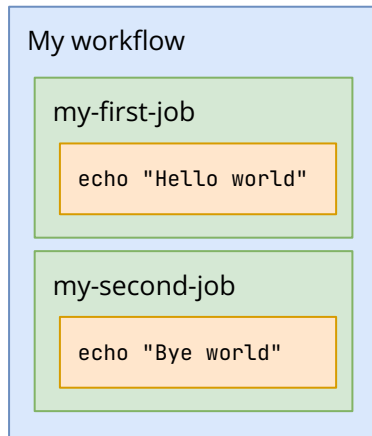 My workflow
my-first-job
echo "Hello world"
my-second-job
echo "Bye world"